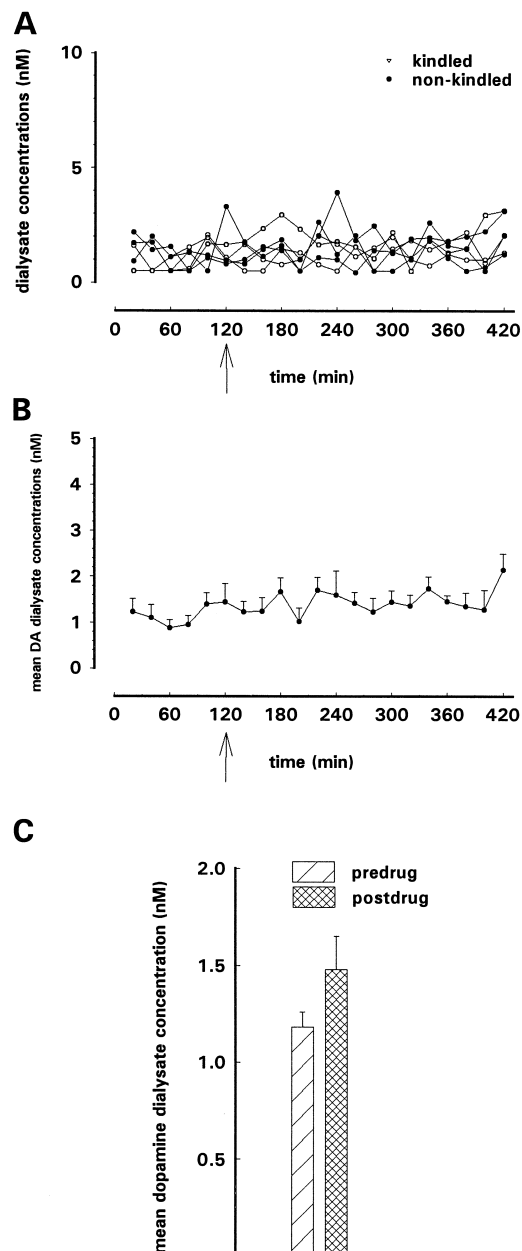 A
dialysate concentrations (nM)
10
5
0
kindled
non-kindled
0 60 120 180 240 300 360 420
time (min)
B
mean DA dialysate concentrations (nM)
5
4
3
2
1
0
0 60 120 180 240 300 360 420
time (min)
C
mean dopamine dialysate concentration (nM)
2.0
1.5
1.0
0.5
predrug
postdrug